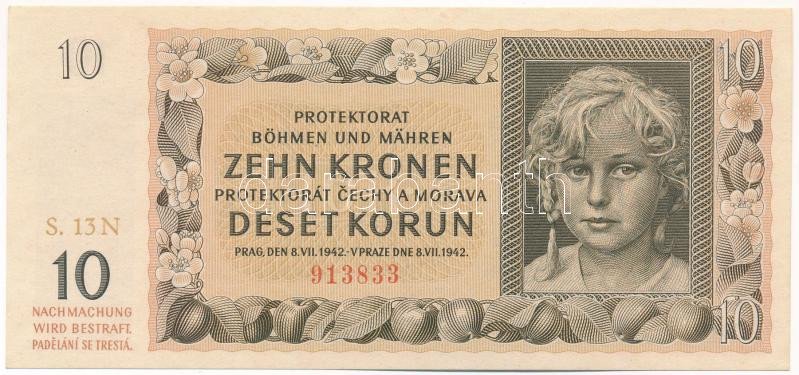 10
10
PROTEKTORAT
BÖHMEN UND MÄHREN
ZEHN KRONEN
PROTEKTORÁT ČECHY A MORAVA
DESET KORUN
PRAG, DEN 8. VII. 1942.-V PRAZE DNE 8. VII. 1942.
913833
S. 13 N
10
NACHMACHUNG
WIRD BESTRAFT.
PADĚLÁNÍ SE TRESTÁ.
10
darabanth